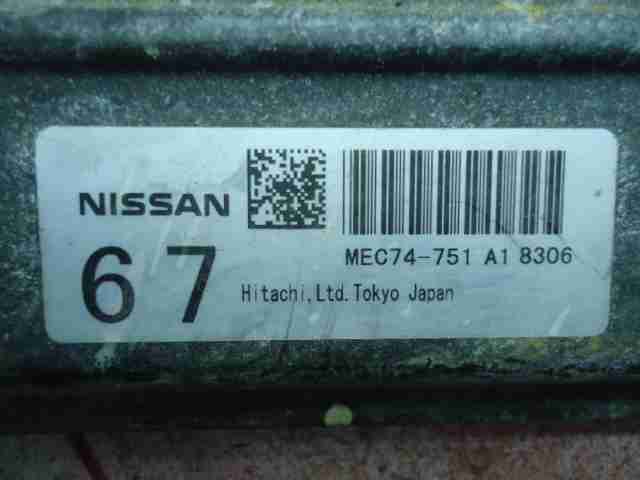 NISSAN
67
MEC74-751 A1 8306
Hitachi,Ltd.Tokyo Japan